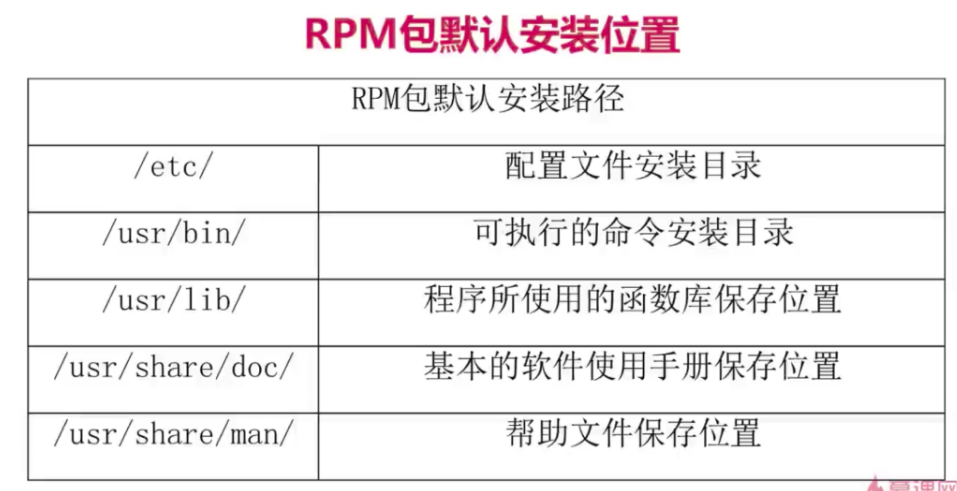 RPM包默认安装位置
RPM包默认安装路径
/etc/ 配置文件安装目录
/usr/bin/ 可执行的命令安装目录
/usr/lib/ 程序所使用的函数库保存位置
/usr/share/doc/ 基本的软件使用手册保存位置
/usr/share/man/ 帮助文件保存位置